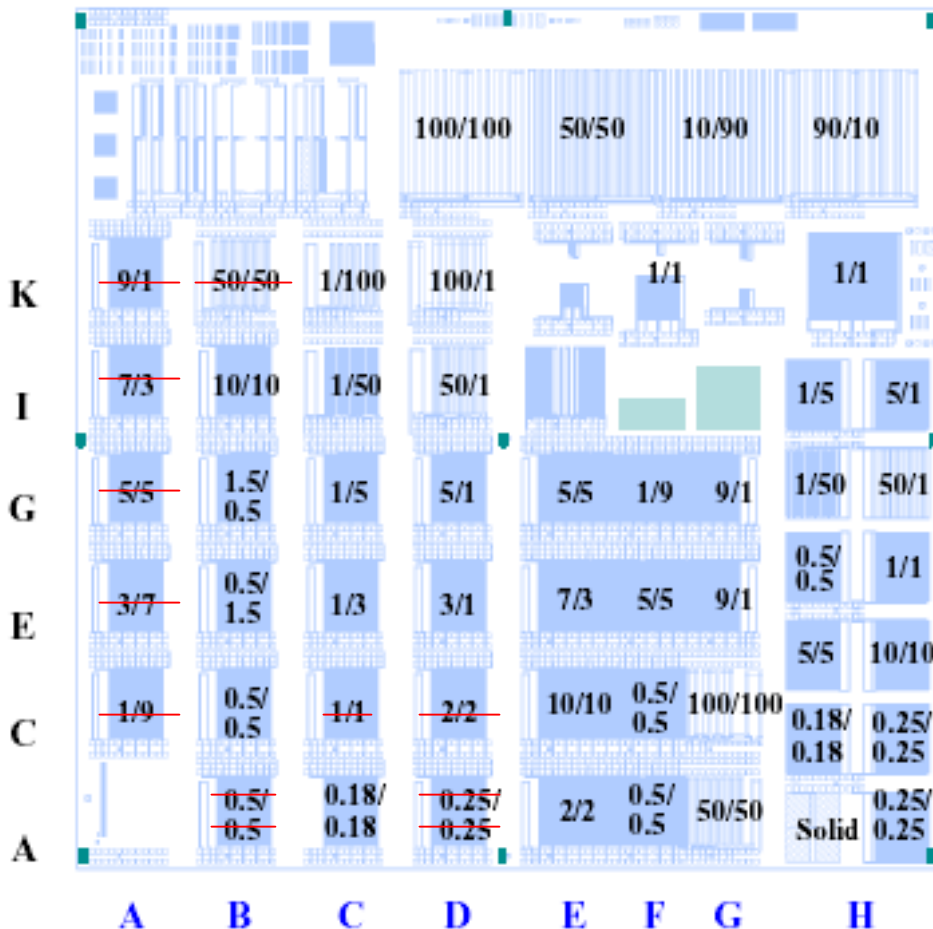 100/100 50/50 10/90 90/10
K 9/1 50/50 1/100 100/1 1/1 1/1
I 7/3 10/10 1/50 50/1 1/5 5/1
G 5/5 1.5/ 1/5 5/1 5/5 1/9 9/1 1/50 50/1
0.5
E 3/7 0.5/ 1/3 3/1 7/3 5/5 9/1 0.5/ 1/1
1.5 0.5
5/5 10/10
C 1/9 0.5/ 1/1 2/2 10/10 0.5/ 100/100 0.18/ 0.25/
0.5 0.5 0.18 0.25
A 0.5/ 0.18/ 0.25/ 2/2 0.5/ 50/50 Solid 0.25/
0.5 0.18 0.25 0.5 0.25
A B C D E F G H